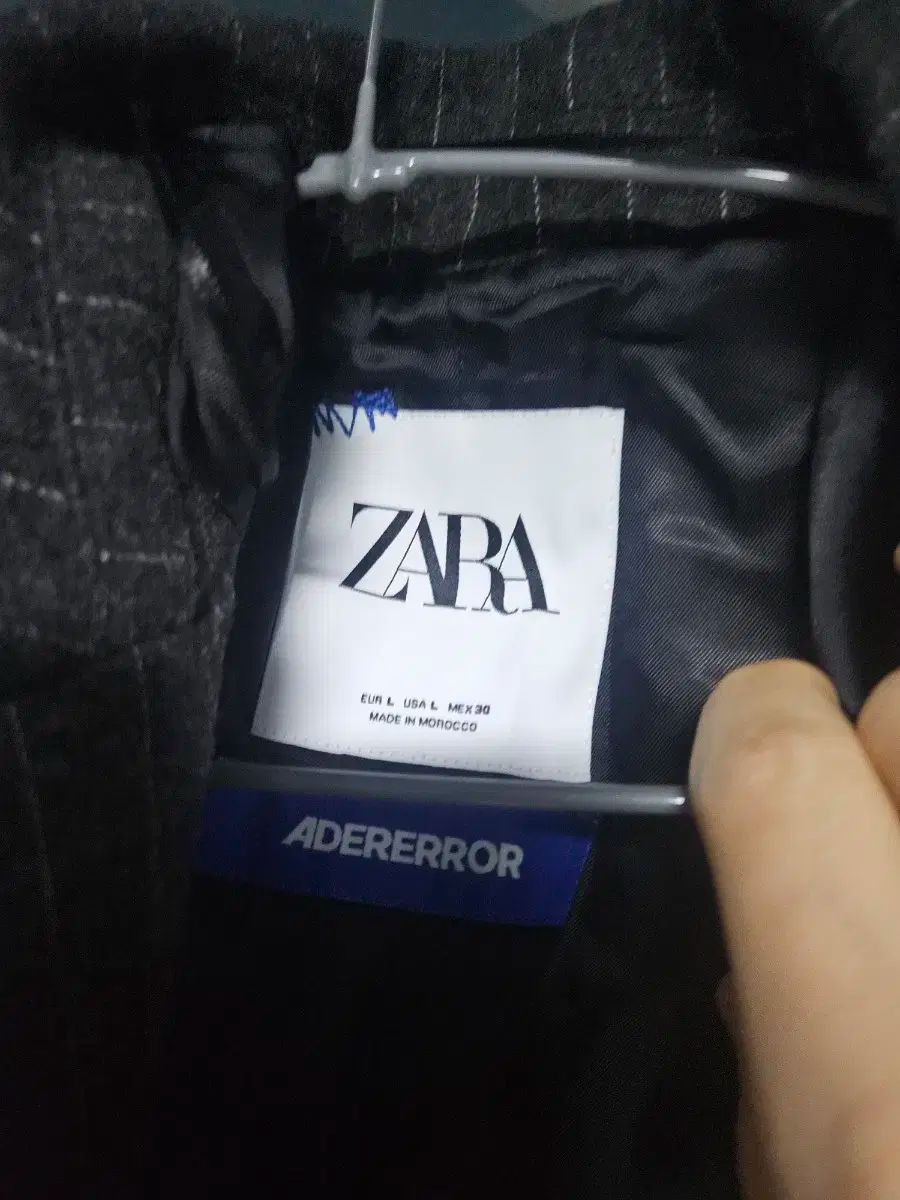 ZARA
EUR L USA L MEX 30
MADE IN MOROCCO
ADERERROR